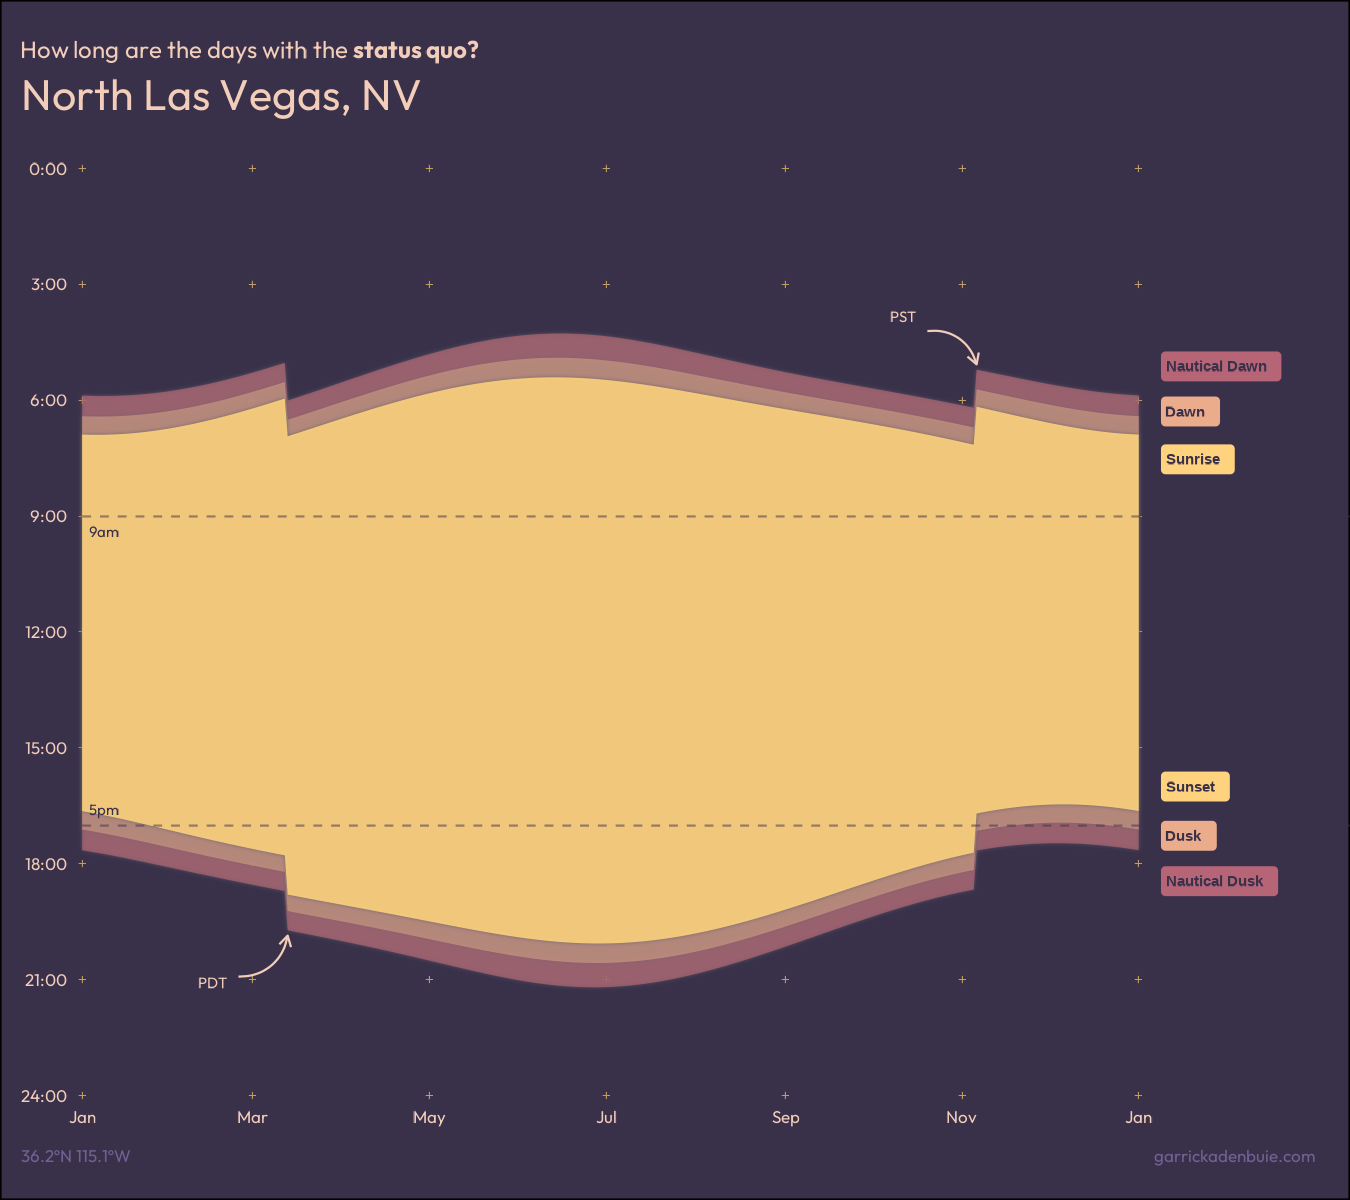 How long are the days with the status quo?
North Las Vegas, NV
0:00
3:00
PST
Nautical Dawn
6:00
Dawn
Sunrise
9:00
9am
12:00
15:00
Sunset
5pm
Dusk
18:00
Nautical Dusk
21:00
PDT
24:00
Jan Mar May Jul Sep Nov Jan
36.2°N 115.1°W
garrickadenbuie.com